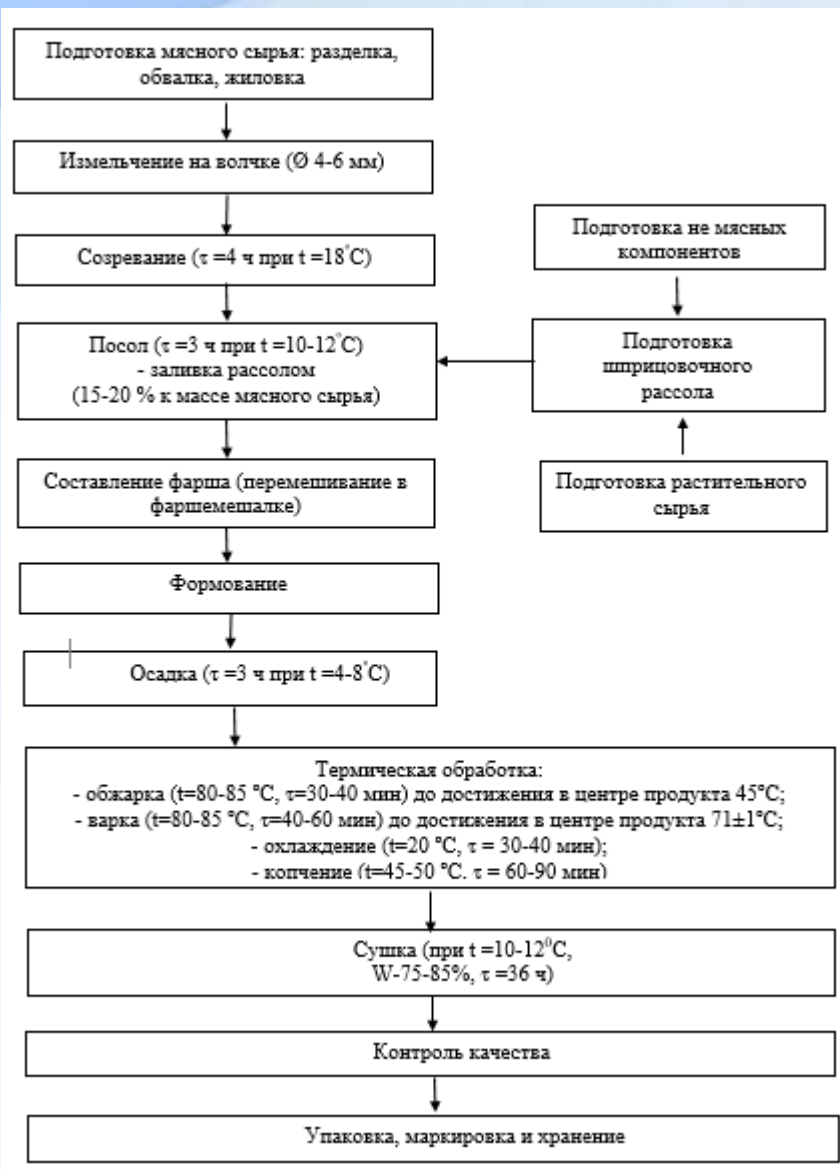 Подготовка мясного сырья: разделка,
обвалка, жиловка
Измельчение на волчке (Ø 4-6 мм)
Созревание (τ =4 ч при t =18°C)
Посол (τ =3 ч при t =10-12°C)
- заливка рассолом
(15-20 % к массе мясного сырья)
Подготовка не мясных
компонентов
Подготовка
шприцовочного
рассола
Подготовка растительного
сырья
Составление фарша (перемешивание в
фаршемешалке)
Формование
Осадка (τ =3 ч при t =4-8°C)
Термическая обработка:
- обжарка (t=80-85 °C, τ=30-40 мин) до достижения в центре продукта 45°C;
- варка (t=80-85 °C, τ=40-60 мин) до достижения в центре продукта 71±1°C;
- охлаждение (t=20 °C, τ = 30-40 мин);
- копчение (t=45-50 °C. τ = 60-90 мин)
Сушка (при t =10-12⁰C,
W-75-85%, τ =36 ч)
Контроль качества
Упаковка, маркировка и хранение